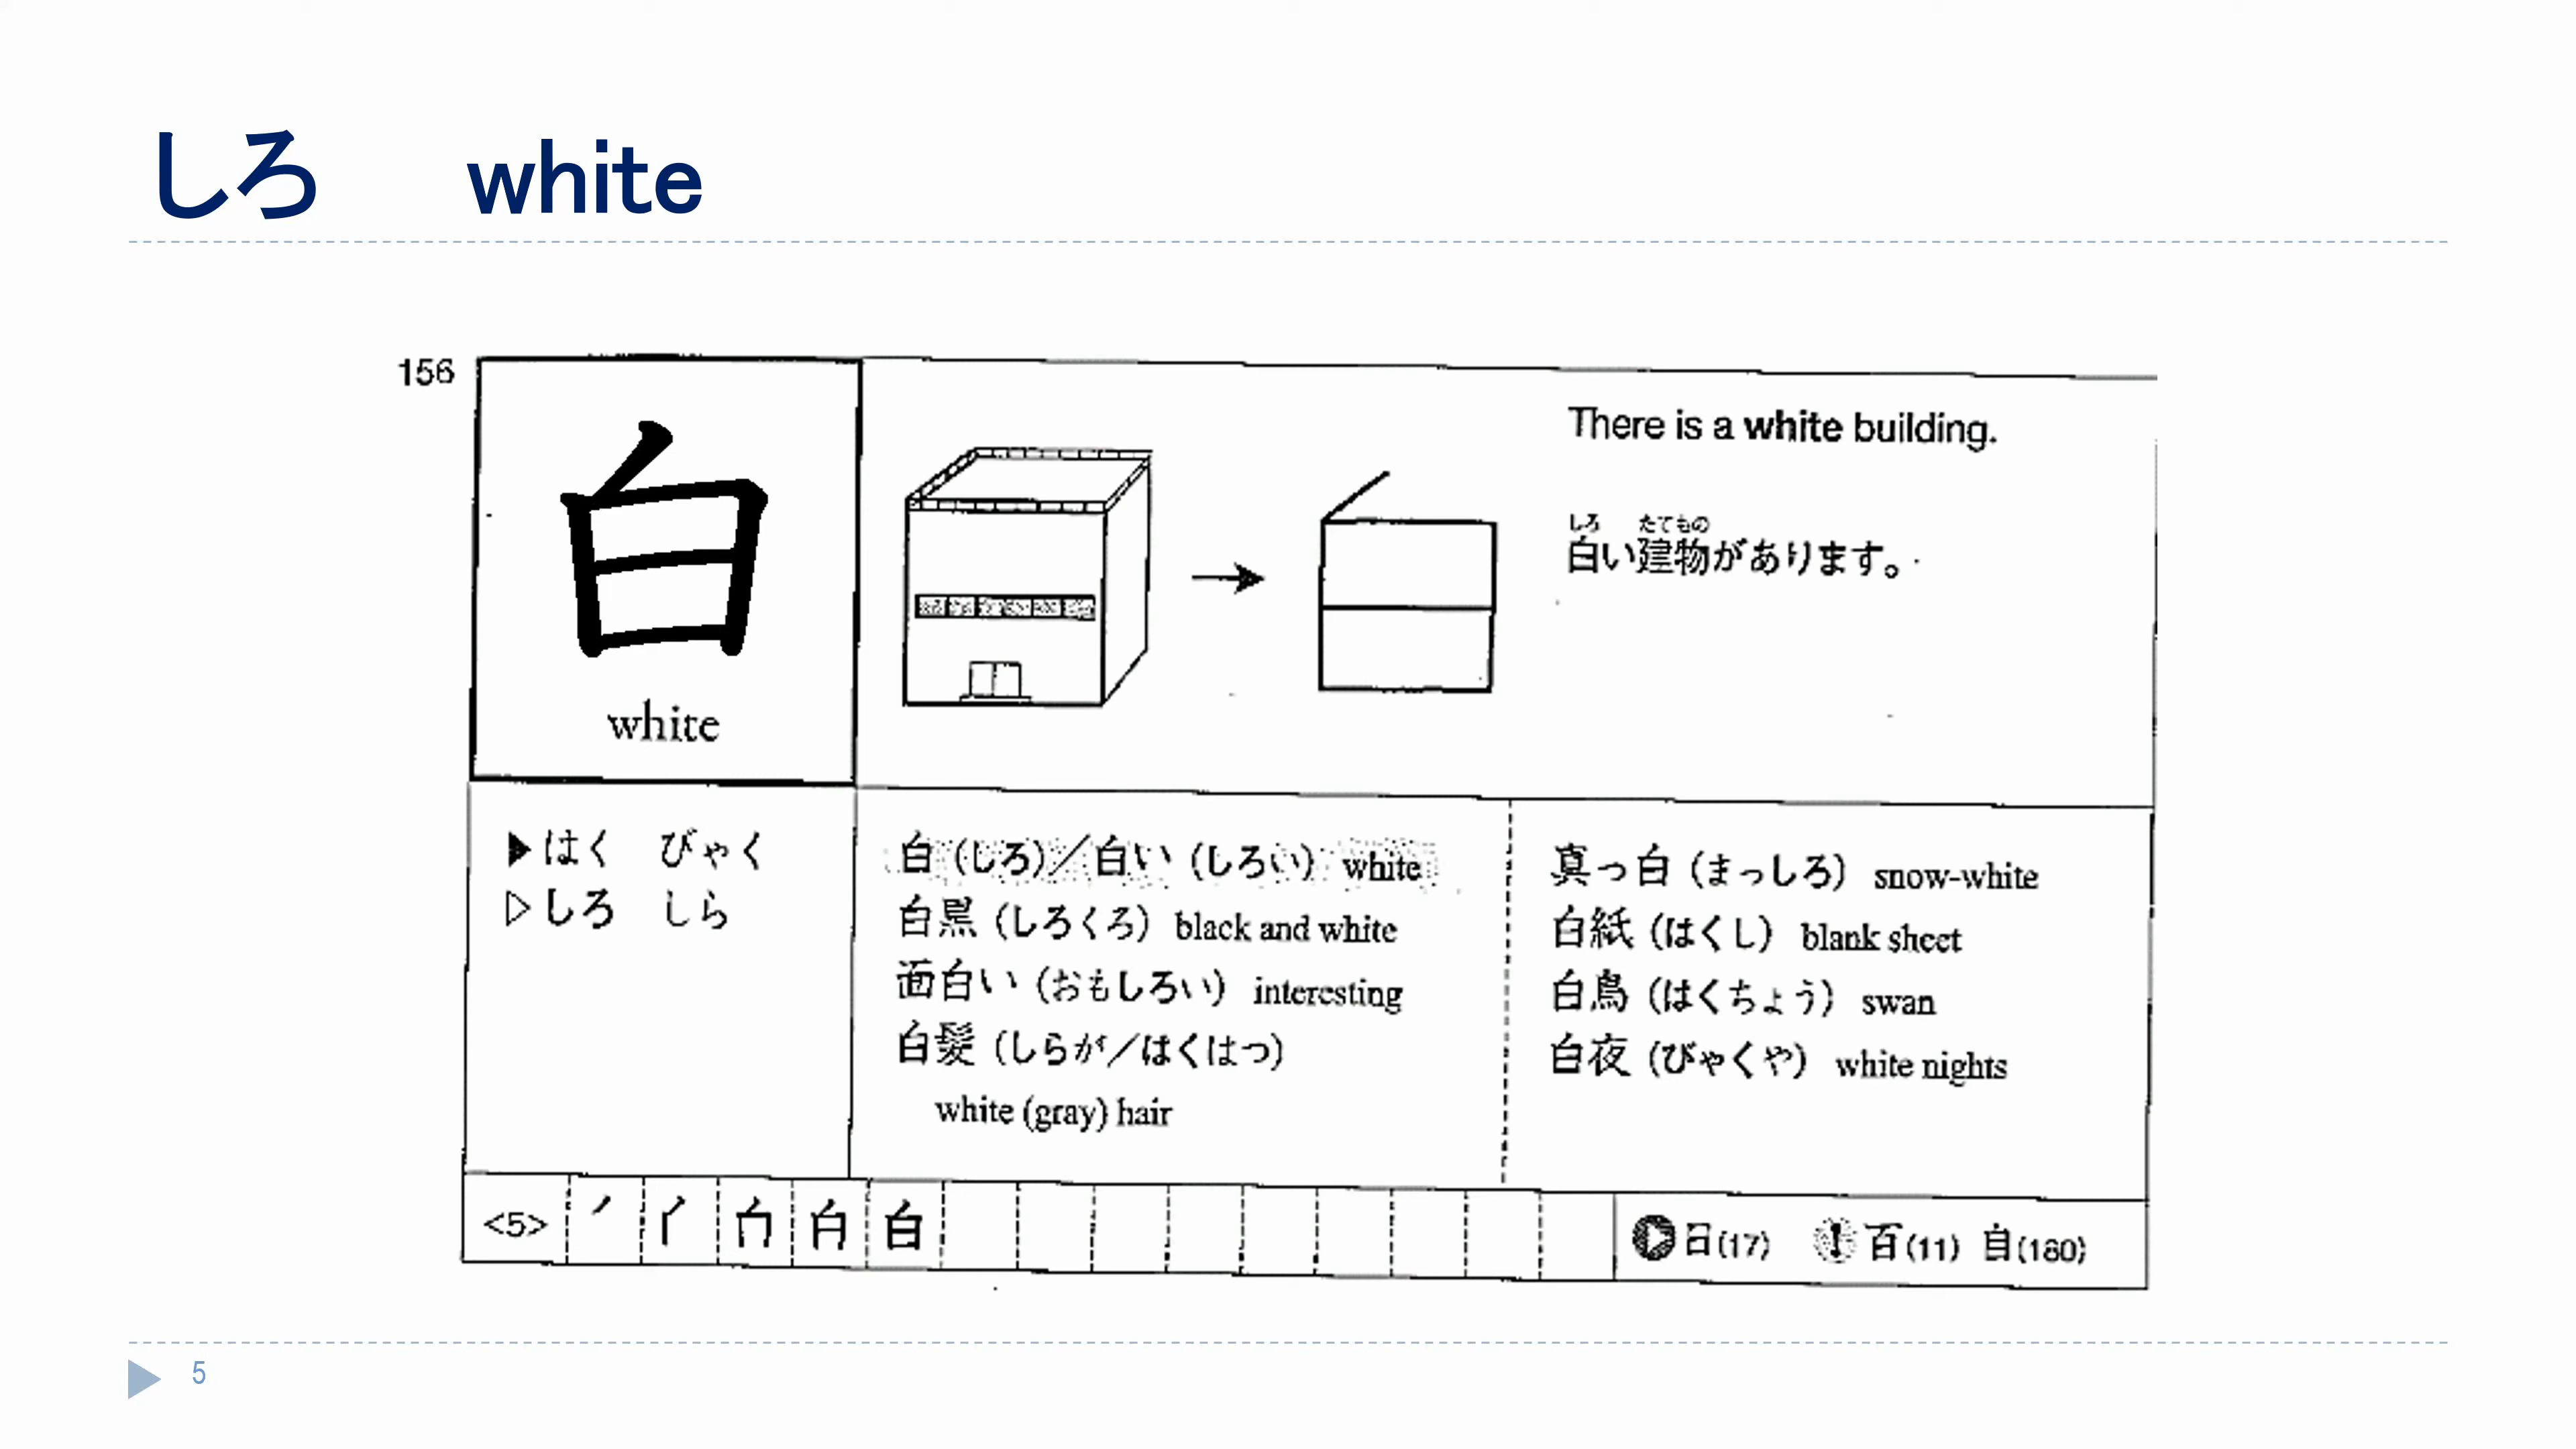 しろ white
156
白
white
There is a white building.
しろ たてもの
白い建物があります。
▶はく びゃく
▷しろ しら
白(しろ)/白い(しろい) white
白黒(しろくろ) black and white
面白い(おもしろい) interesting
白髪(しらが/はくはつ)
white (gray) hair
真っ白(まっしろ) snow-white
白紙(はくし) blank sheet
白鳥(はくちょう) swan
白夜(びゃくや) white nights
<5> 白
日(17) 百(11) 自(180)
5